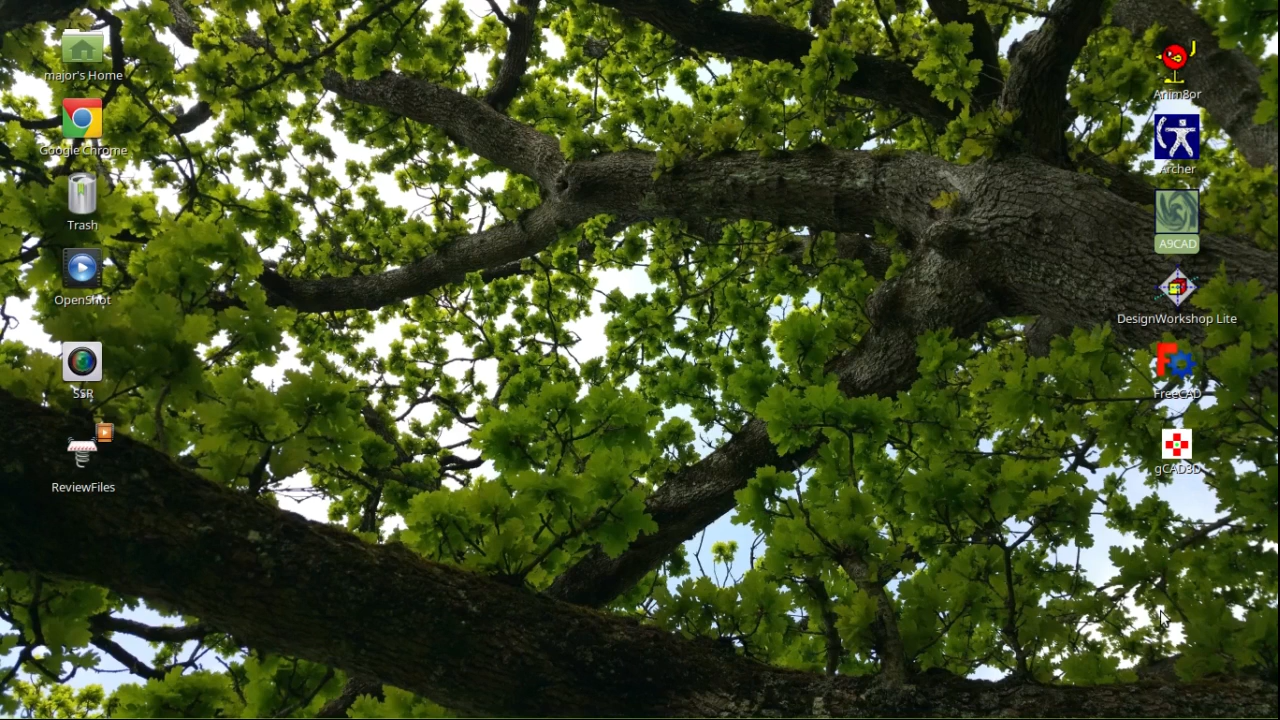 major's Home
Google Chrome
Trash
OpenShot
SSR
ReviewFiles
Anim8or
Archer
A9CAD
DesignWorkshop Lite
FreeCAD
gCAD3D